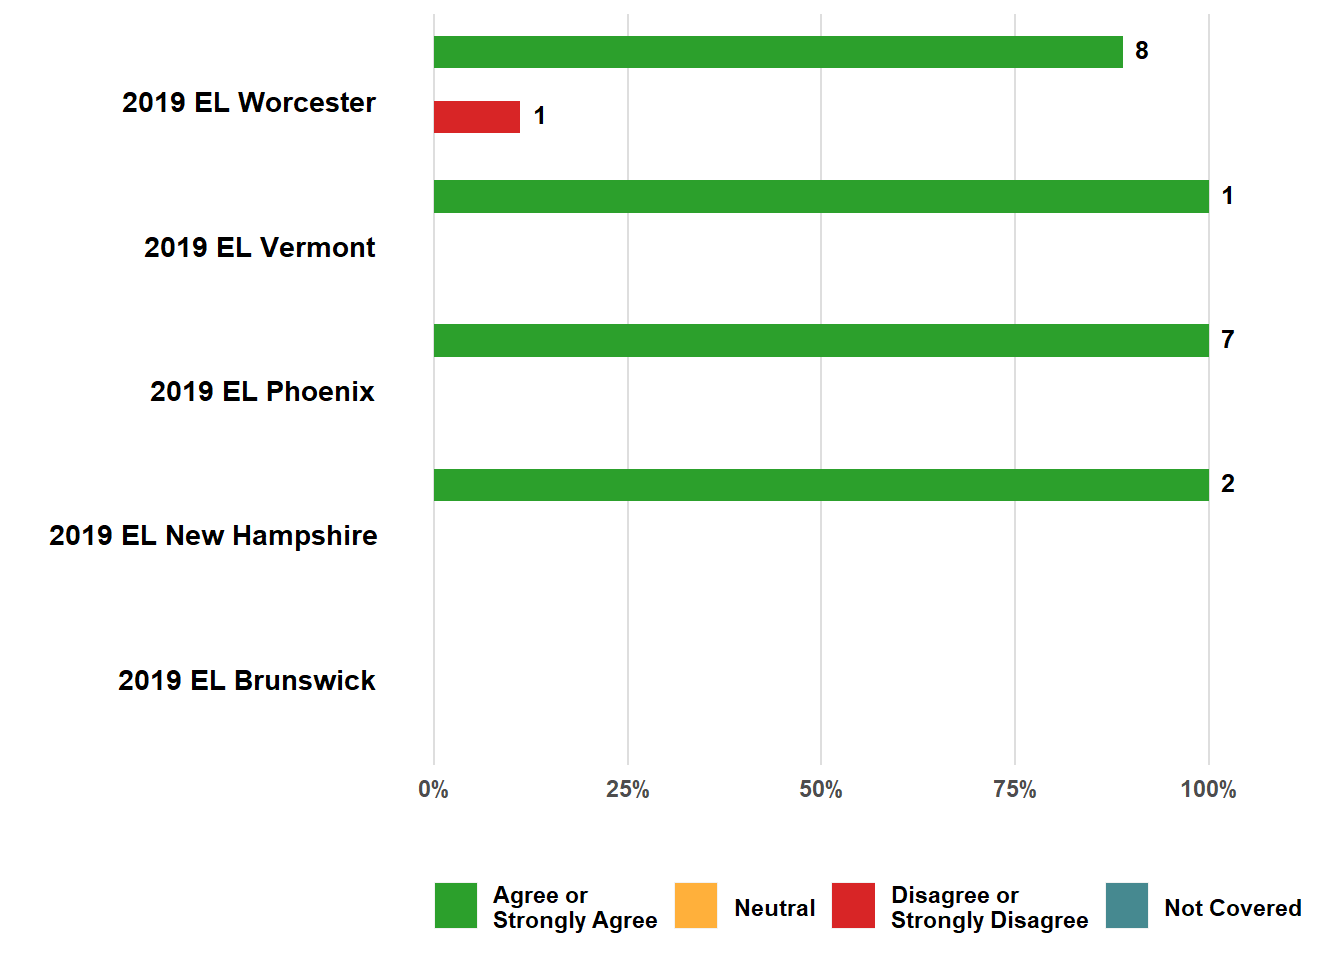 8
2019 EL Worcester
1
1
2019 EL Vermont
7
2019 EL Phoenix
2
2019 EL New Hampshire
2019 EL Brunswick
0% 25% 50% 75% 100%
Agree or
Strongly Agree
Neutral
Disagree or
Strongly Disagree
Not Covered